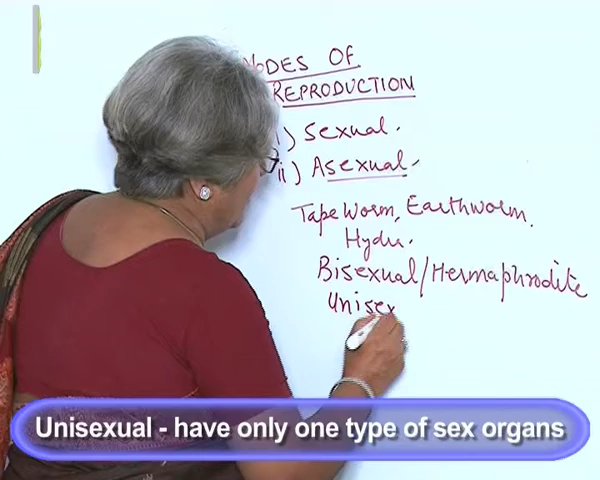 MODES OF
REPRODUCTION
i) Sexual.
ii) Asexual.
Tape Worm, Earthworm.
Hydra.
Bisexual/Hermaphrodite
Unisex
Unisexual - have only one type of sex organs